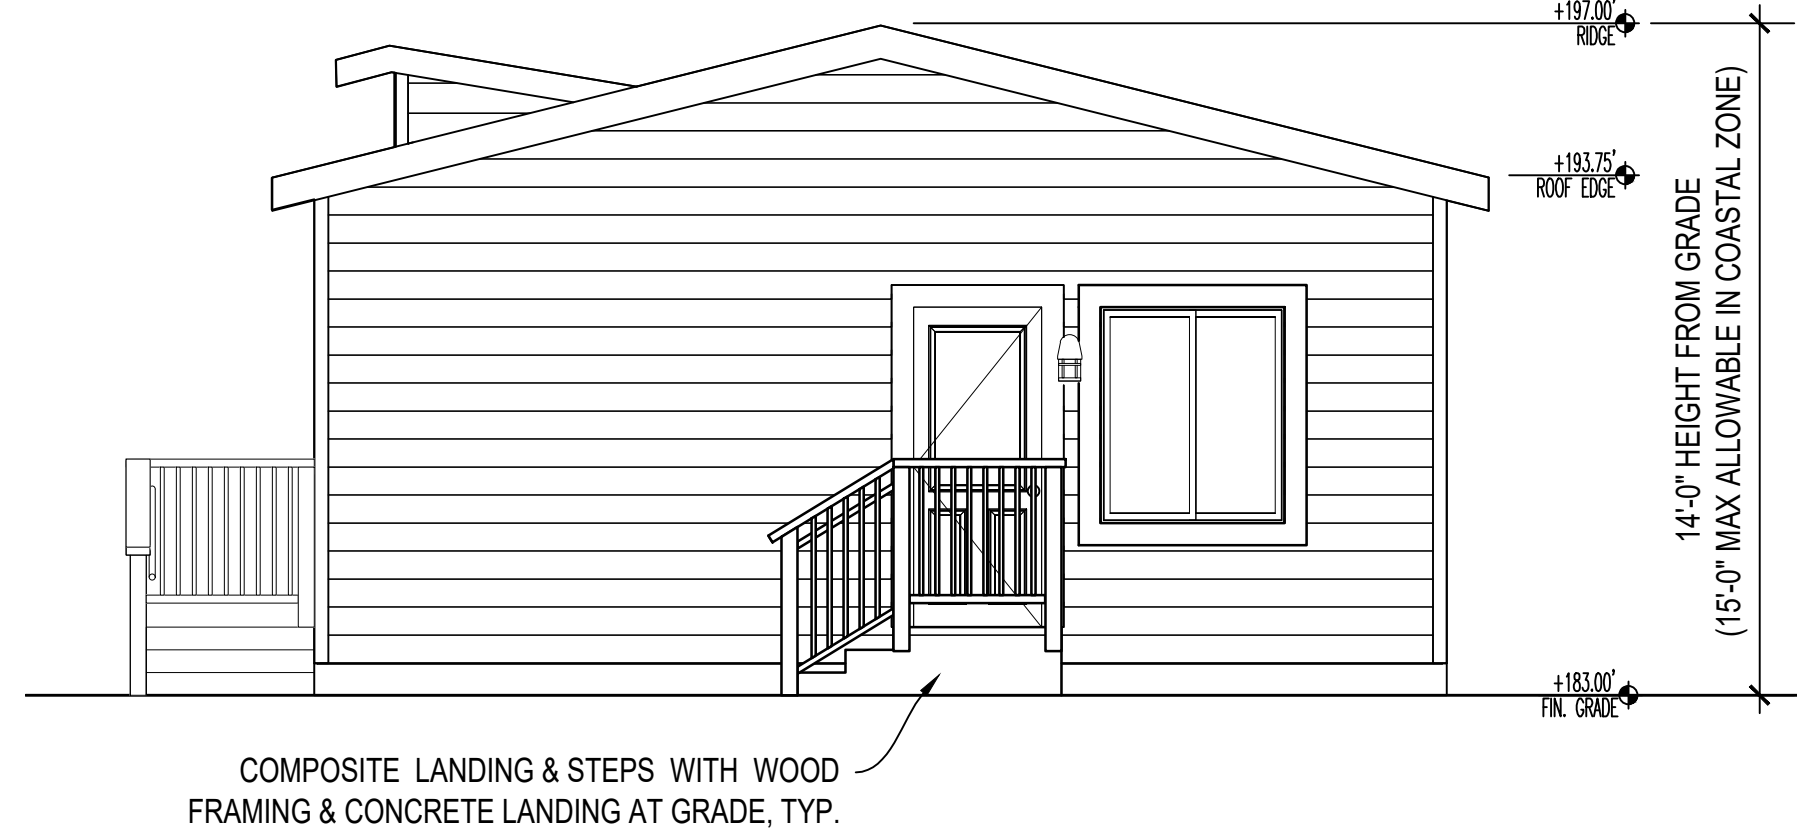 +197.00'
RIDGE
+193.75'
ROOF EDGE
14'-0" HEIGHT FROM GRADE
(15'-0" MAX ALLOWABLE IN COASTAL ZONE)
+183.00'
FIN. GRADE
COMPOSITE LANDING & STEPS WITH WOOD
FRAMING & CONCRETE LANDING AT GRADE, TYP.